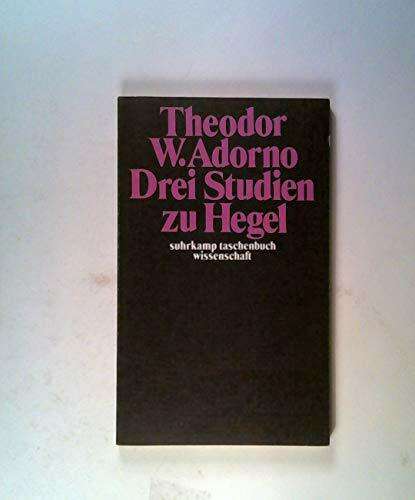 Theodor
W. Adorno
Drei Studien
zu Hegel
suhrkamp taschenbuch
wissenschaft